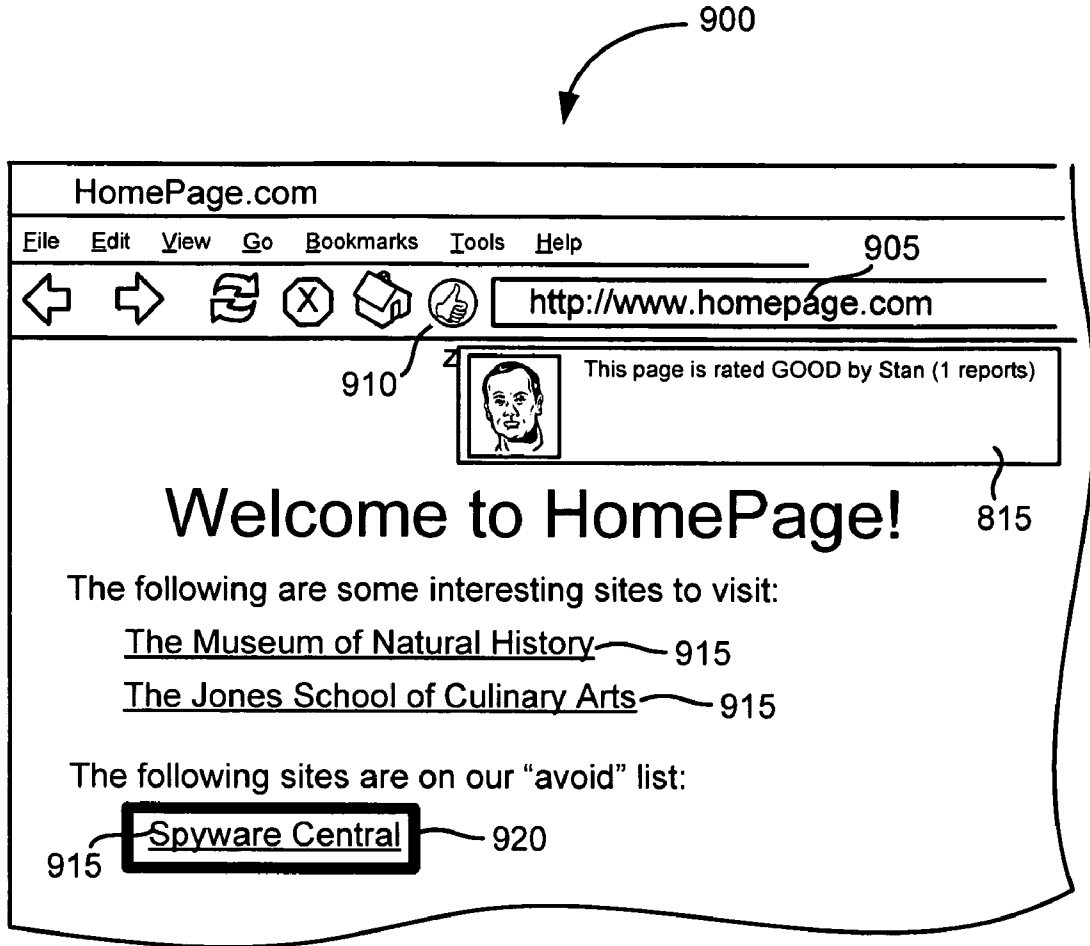 900
HomePage.com
File Edit View Go Bookmarks Tools Help
905
X
http://www.homepage.com
910
This page is rated GOOD by Stan (1 reports)
815
Welcome to HomePage!
The following are some interesting sites to visit:
The Museum of Natural History 915
The Jones School of Culinary Arts 915
The following sites are on our “avoid” list:
Spyware Central 920
915